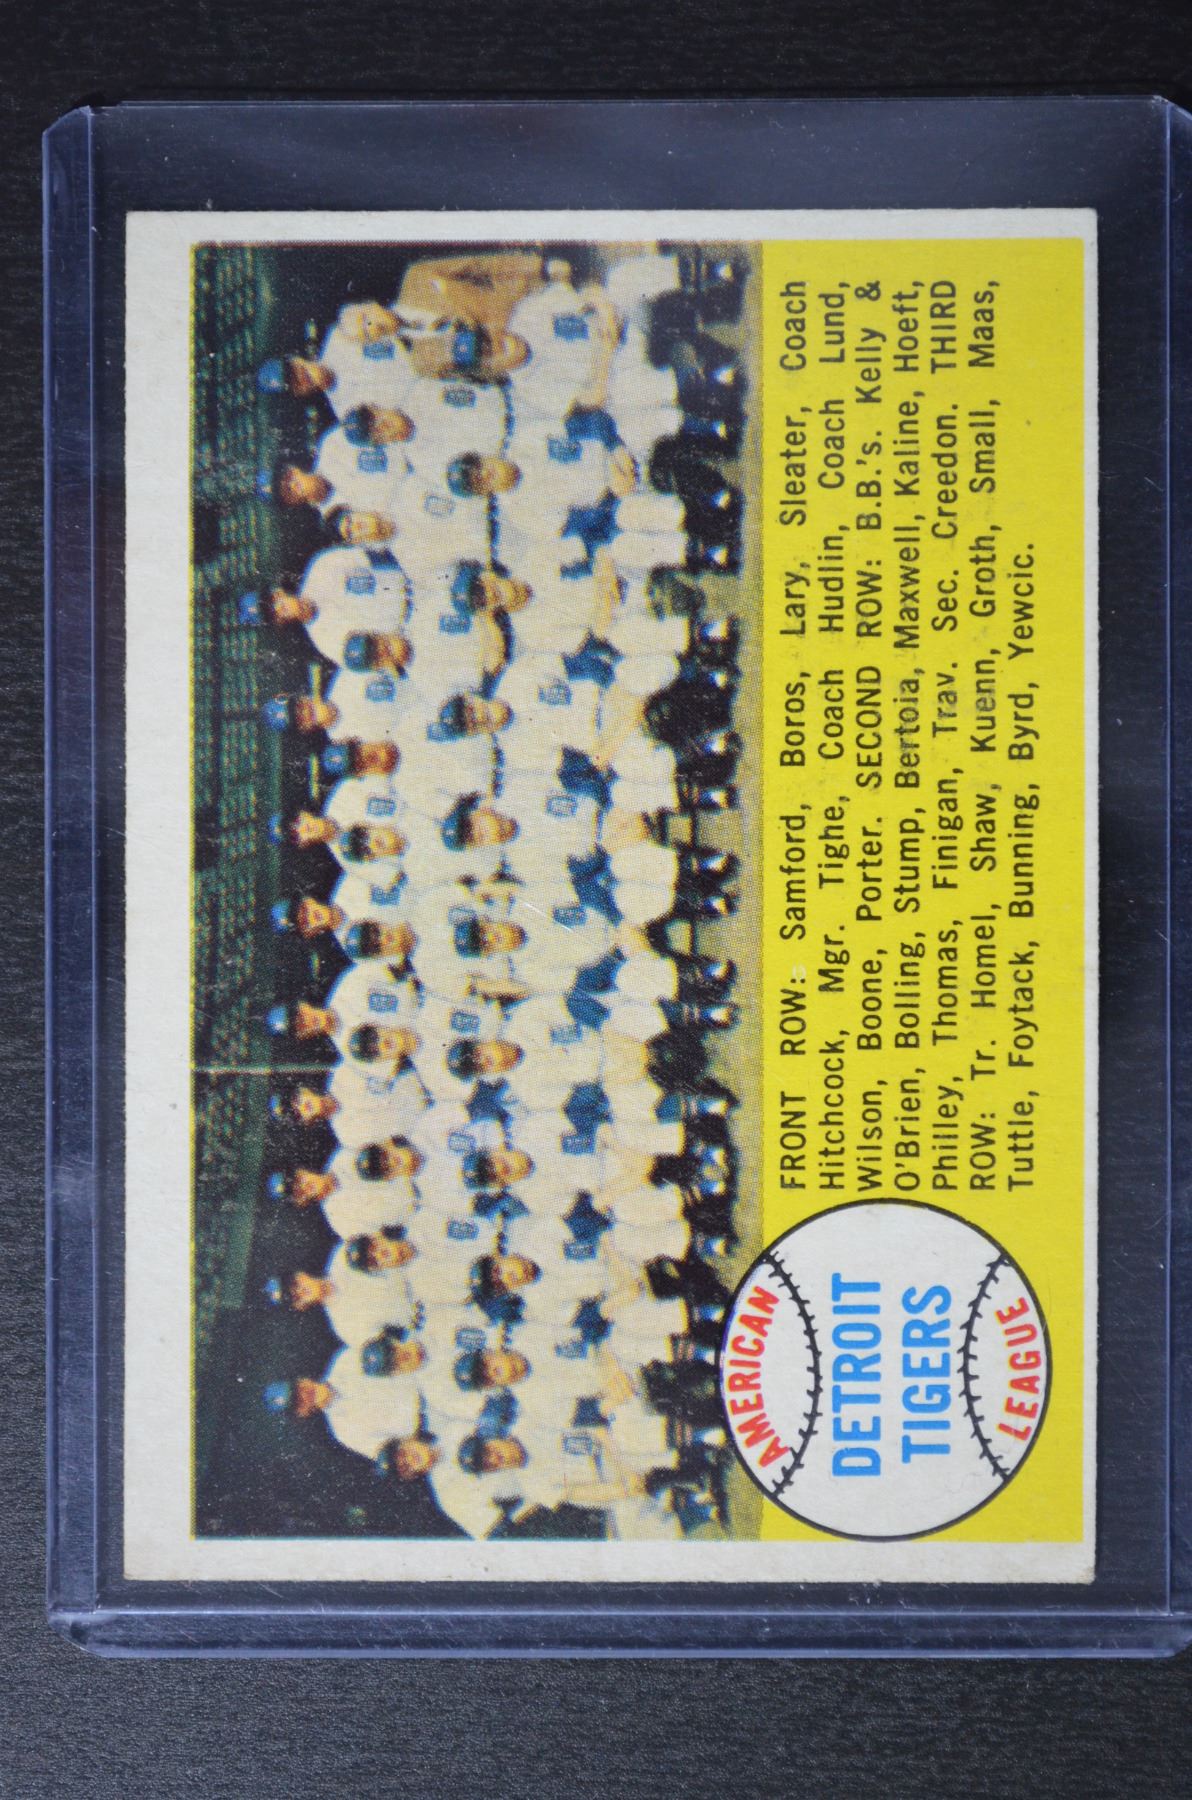 FRONT ROW: Samford, Boros, Lary, Sleater, Coach
Hitchcock, Mgr. Tighe, Coach Hudlin, Coach Lund,
Wilson, Boone, Porter. SECOND ROW: B.B.'s. Kelly &
O'Brien, Bolling, Stump, Bertoia, Maxwell, Kaline, Hoeft,
Philley, Thomas, Finigan, Trav. Sec. Creedon. THIRD
ROW: Tr. Homel, Shaw, Kuenn, Groth, Small, Maas,
Tuttle, Foytack, Bunning, Byrd, Yewcic.
AMERICAN
DETROIT
TIGERS
LEAGUE